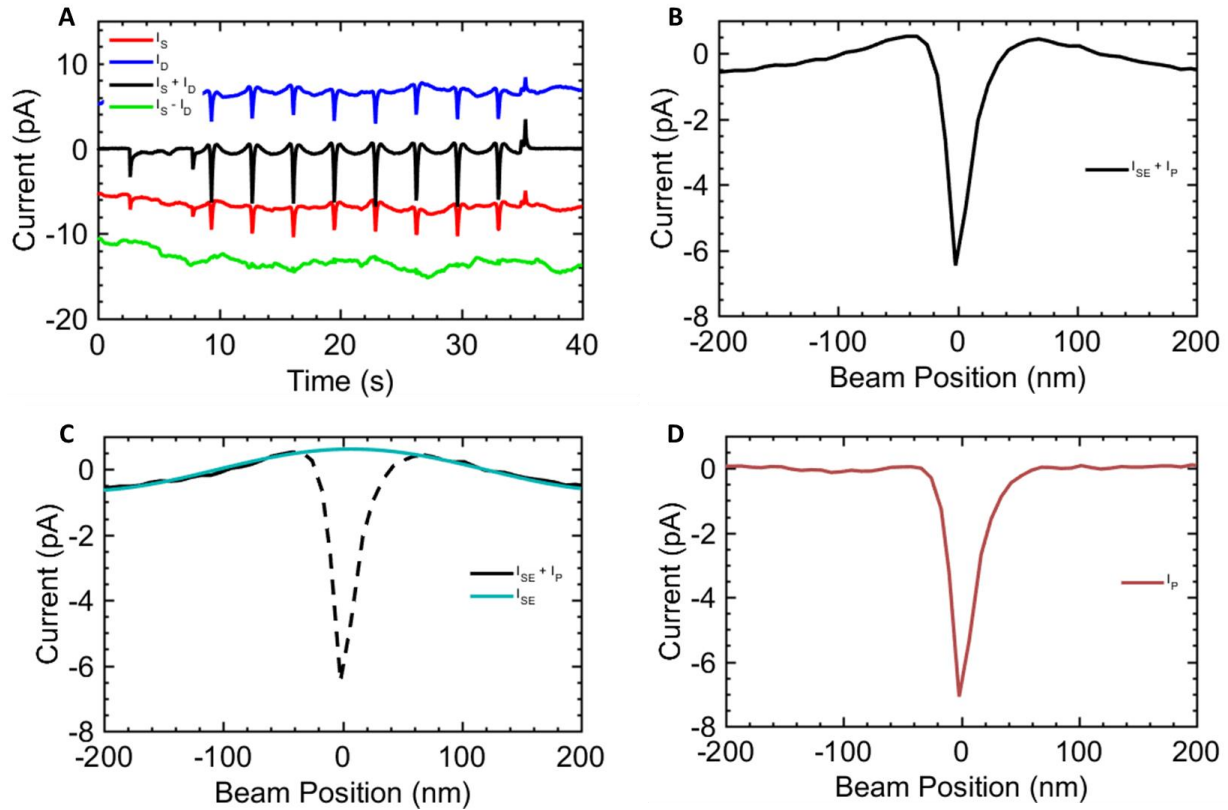 A
I_S
I_D
I_S + I_D
I_S - I_D
10
0
-10
-20
Current (pA)
0
10
20
30
40
Time (s)
B
0
-2
-4
-6
-8
Current (pA)
I_SE + I_P
-200
-100
0
100
200
Beam Position (nm)
C
0
-2
-4
-6
-8
Current (pA)
I_SE + I_P
I_SE
-200
-100
0
100
200
Beam Position (nm)
D
0
-2
-4
-6
-8
Current (pA)
I_P
-200
-100
0
100
200
Beam Position (nm)